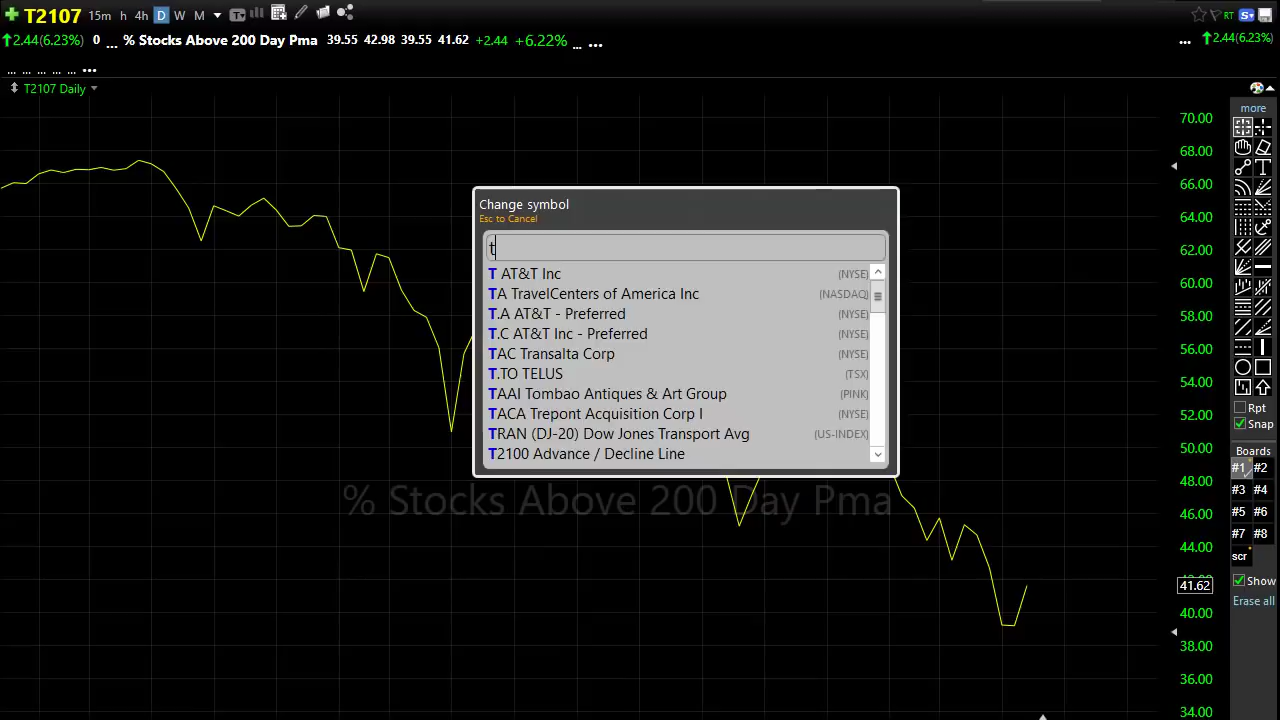 T2107 15m h 4h D W M RT
2.44(6.23%) 0 ... % Stocks Above 200 Day Pma 39.55 42.98 39.55 41.62 +2.44 +6.22% ... ... ... 2.44(6.23%)
... ... ... ... ... ...
T2107 Daily
more
70.00
68.00
66.00
64.00
62.00
60.00
58.00
56.00
54.00
52.00
50.00
48.00
46.00
44.00
41.62
40.00
38.00
36.00
34.00
Change symbol
Esc to Cancel
t
T AT&T Inc (NYSE)
TA TravelCenters of America Inc (NASDAQ)
T.A AT&T - Preferred (NYSE)
T.C AT&T Inc - Preferred (NYSE)
TAC Transalta Corp (NYSE)
T.TO TELUS (TSX)
TAAI Tombao Antiques & Art Group (PINK)
TACA Trepont Acquisition Corp I (NYSE)
TRAN (DJ-20) Dow Jones Transport Avg (US-INDEX)
T2100 Advance / Decline Line
% Stocks Above 200 Day Pma
Rpt
Snap
Boards
#1 #2
#3 #4
#5 #6
#7 #8
scr
Show
Erase all